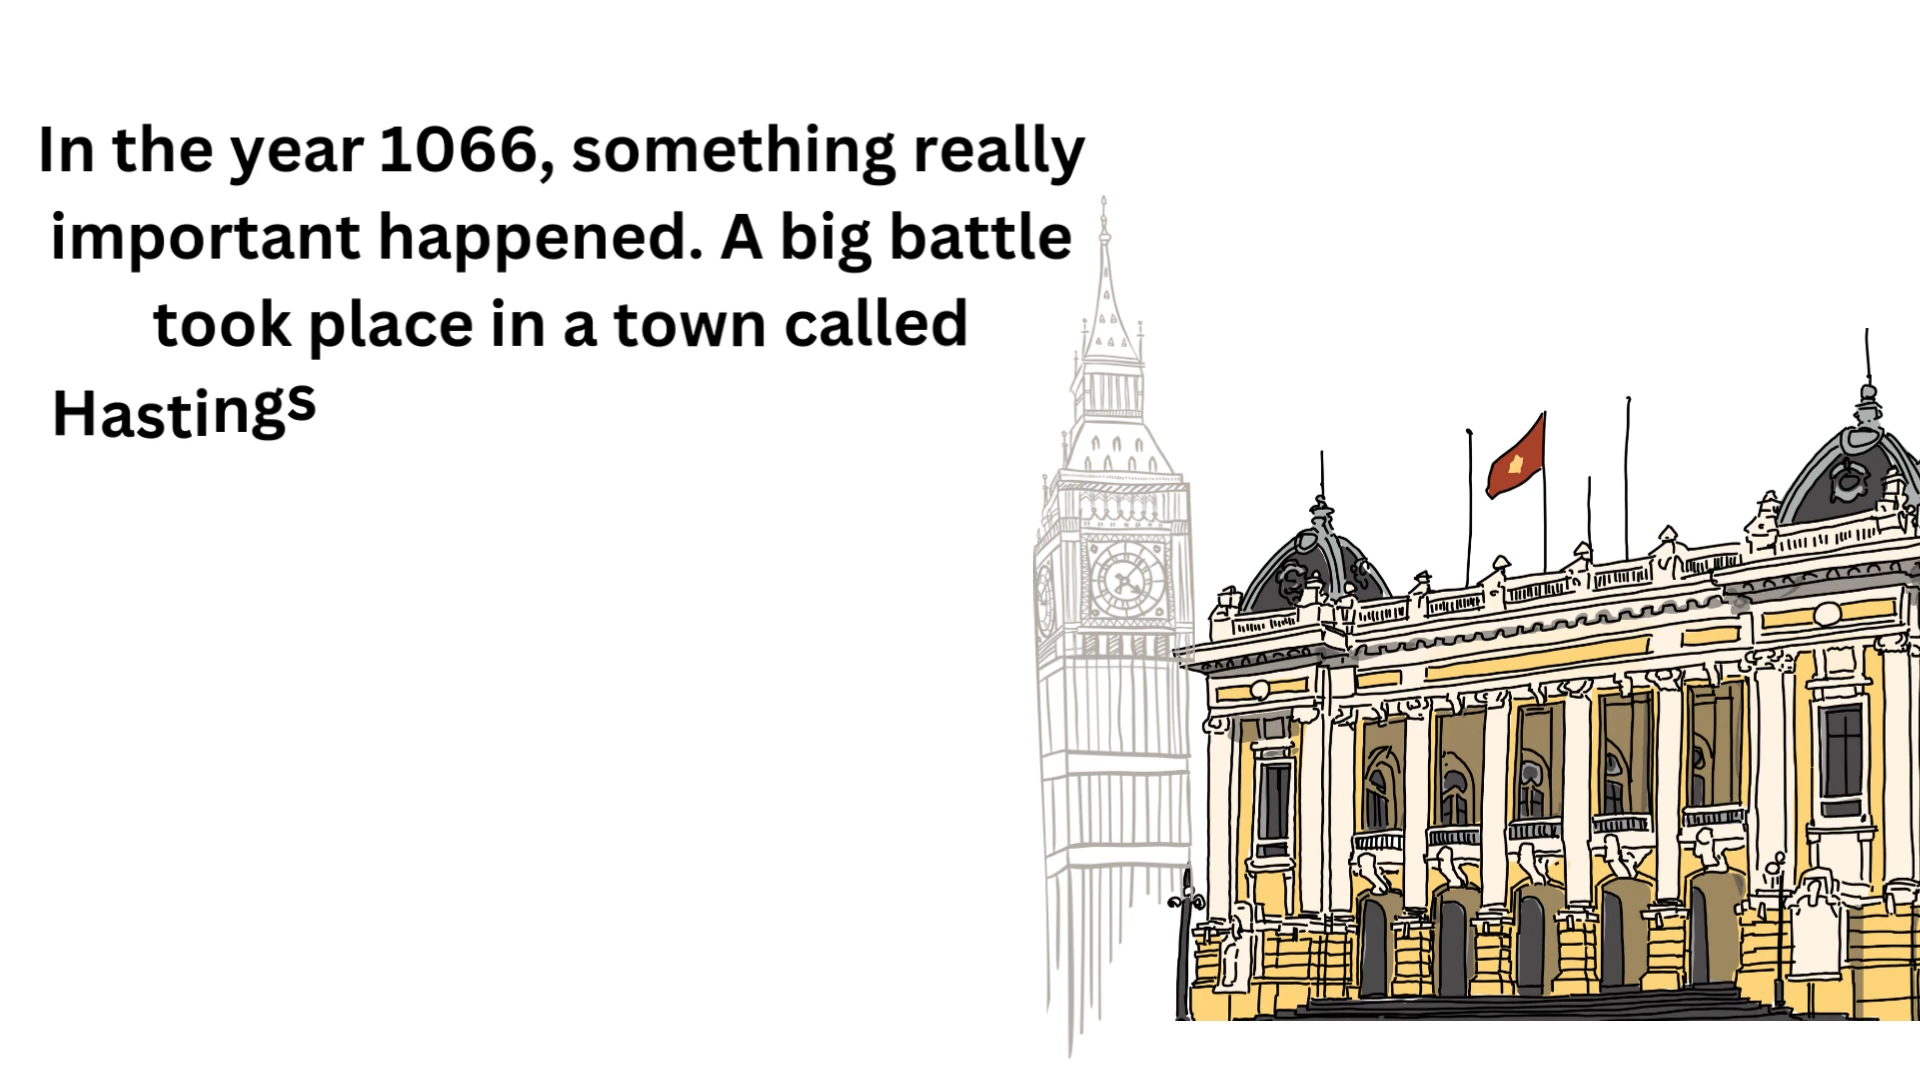 In the year 1066, something really
important happened. A big battle
took place in a town called
Hastings